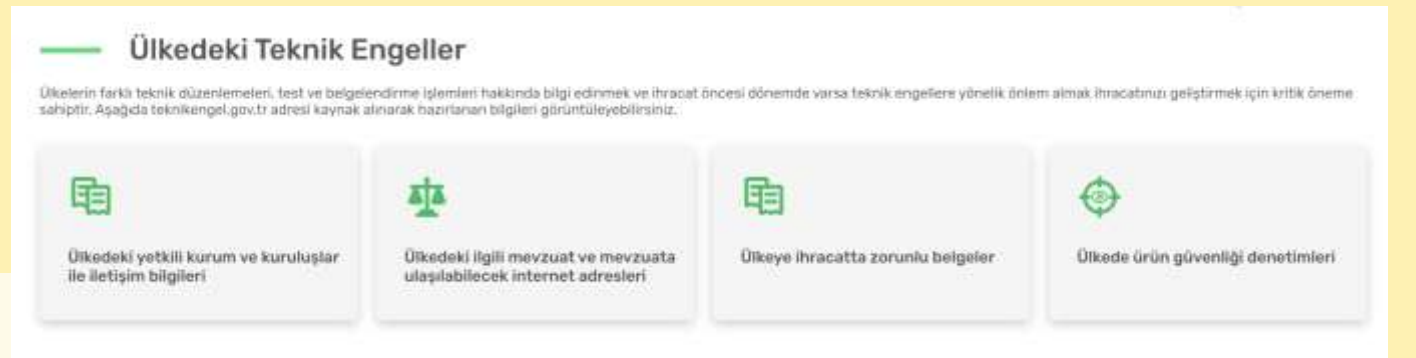 Ülkedeki Teknik Engeller
Ülkelerin farklı teknik düzenlemeleri, test ve belgelendirme işlemleri hakkında bilgi edinmek ve ihracat öncesi dönemde varsa teknik engellere yönelik önlem almak ihracatınızı geliştirmek için kritik öneme
sahiptir. Aşağıda teknikengel.gov.tr adresi kaynak alınarak hazırlanan bilgileri görüntüleyebilirsiniz.
Ülkedeki yetkili kurum ve kuruluşlar
ile iletişim bilgileri
Ülkedeki ilgili mevzuat ve mevzuata
ulaşılabilecek internet adresleri
Ülkeye ihracatta zorunlu belgeler
Ülkede ürün güvenliği denetimleri